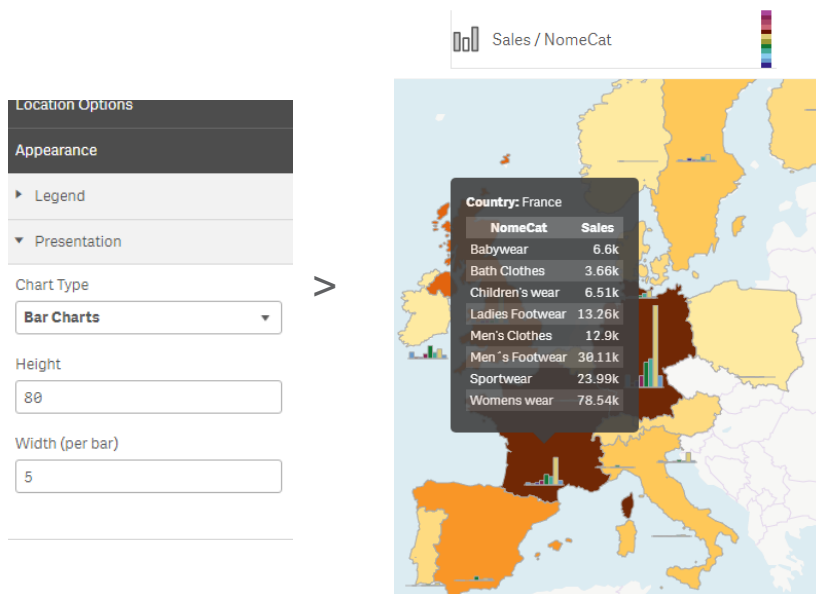 Sales / NomeCat
Location Options
Appearance
Legend
Presentation
Chart Type
Bar Charts
Height
80
Width (per bar)
5
>
Country: France
NomeCat Sales
Babywear 6.6k
Bath Clothes 3.66k
Children's wear 6.51k
Ladies Footwear 13.26k
Men's Clothes 12.9k
Men´s Footwear 30.11k
Sportwear 23.99k
Womens wear 78.54k